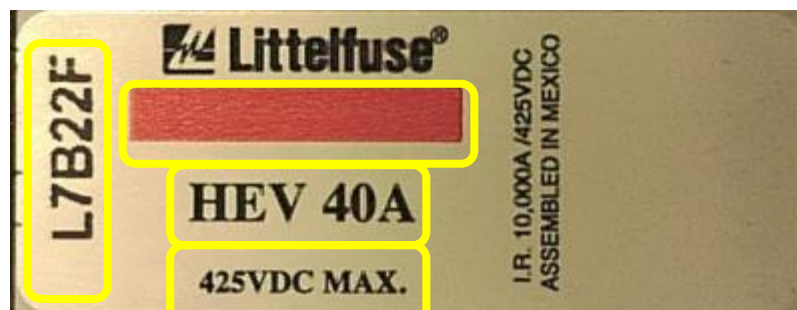 Littelfuse®
L7B22F
HEV 40A
425VDC MAX.
I.R. 10,000A /425VDC
ASSEMBLED IN MEXICO